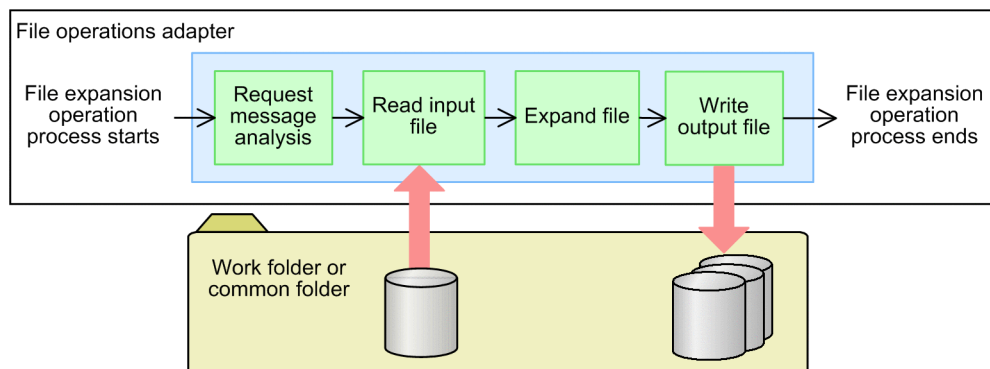 File operations adapter
File expansion
operation
process starts
Request
message
analysis
Read input
file
Expand file
Write
output file
File expansion
operation
process ends
Work folder or
common folder